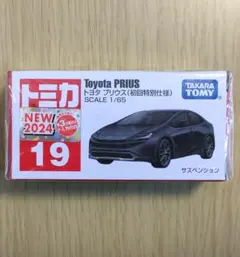 トミカ
Toyota PRIUS
トヨタ プリウス(初回特別仕様)
SCALE 1/65
TAKARA
TOMY
NEW
2024
19
サスペンション